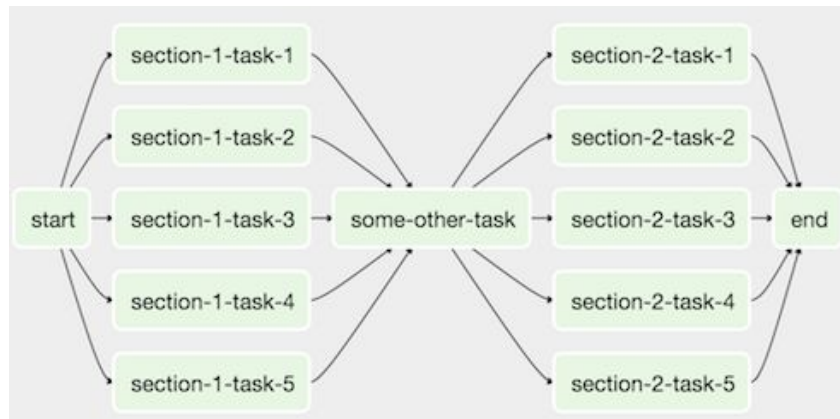 start
section-1-task-1
section-1-task-2
section-1-task-3
section-1-task-4
section-1-task-5
some-other-task
section-2-task-1
section-2-task-2
section-2-task-3
section-2-task-4
section-2-task-5
end